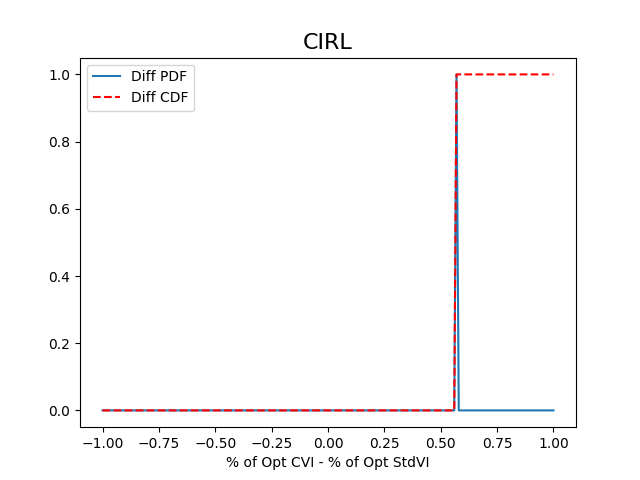 CIRL
Diff PDF
Diff CDF
1.0
0.8
0.6
0.4
0.2
0.0
−1.00 −0.75 −0.50 −0.25 0.00 0.25 0.50 0.75 1.00
% of Opt CVI - % of Opt StdVI